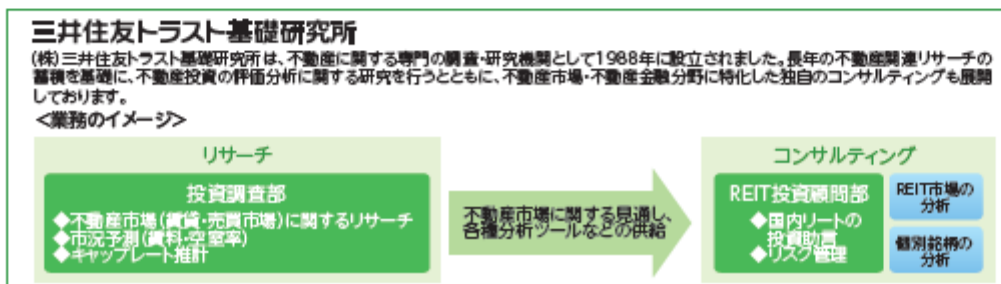 三井住友トラスト基礎研究所
(株)三井住友トラスト基礎研究所は、不動産に関する専門の調査・研究機関として1988年に設立されました。長年の不動産関連リサーチの
蓄積を基礎に、不動産投資の評価分析に関する研究を行うとともに、不動産市場・不動産金融分野に特化した独自のコンサルティングも展開
しております。
<業務のイメージ>
リサーチ
投資調査部
◆不動産市場(賃貸・売買市場)に関するリサーチ
◆市況予測(賃料・空室率)
◆キャップレート推計
不動産市場に関する見通し、
各種分析ツールなどの供給
コンサルティング
REIT投資顧問部
◆国内リートの
投資助言
◆リスク管理
REIT市場の
分析
個別銘柄の
分析